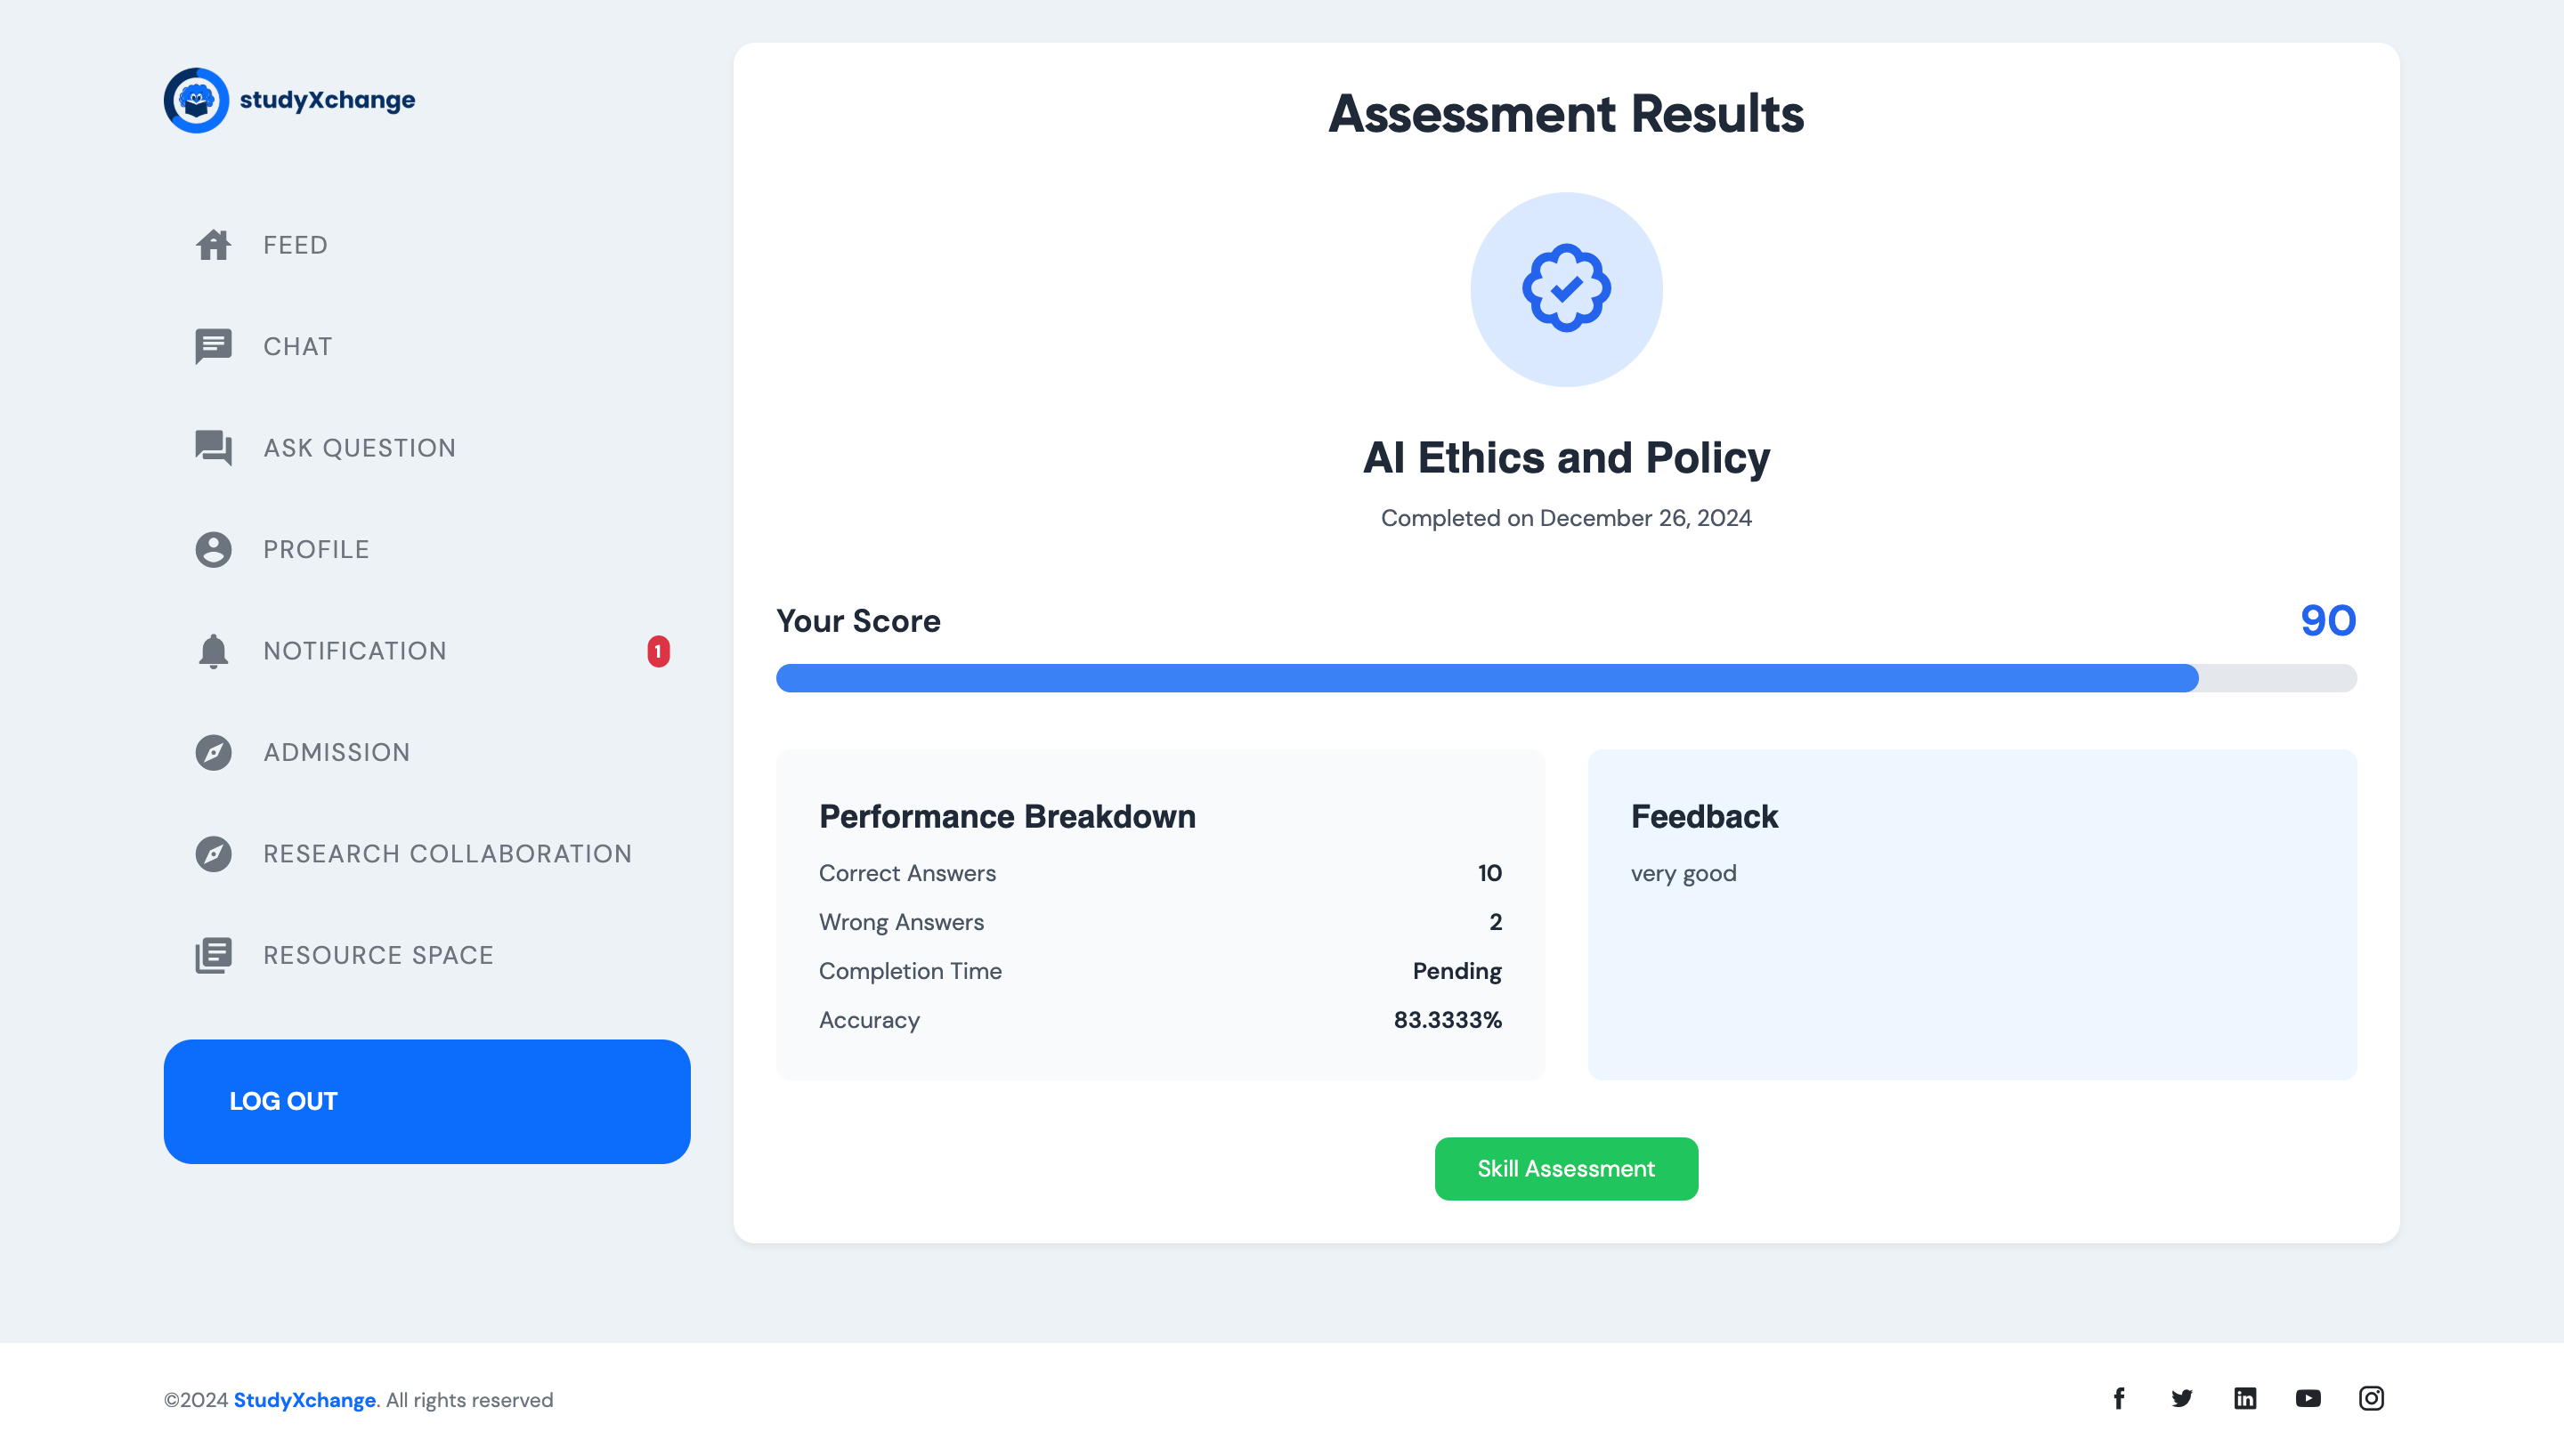 studyXchange
FEED
CHAT
ASK QUESTION
PROFILE
NOTIFICATION 1
ADMISSION
RESEARCH COLLABORATION
RESOURCE SPACE
LOG OUT
Assessment Results
AI Ethics and Policy
Completed on December 26, 2024
Your Score 90
Performance Breakdown
Correct Answers 10
Wrong Answers 2
Completion Time Pending
Accuracy 83.3333%
Feedback
very good
Skill Assessment
©2024 StudyXchange. All rights reserved